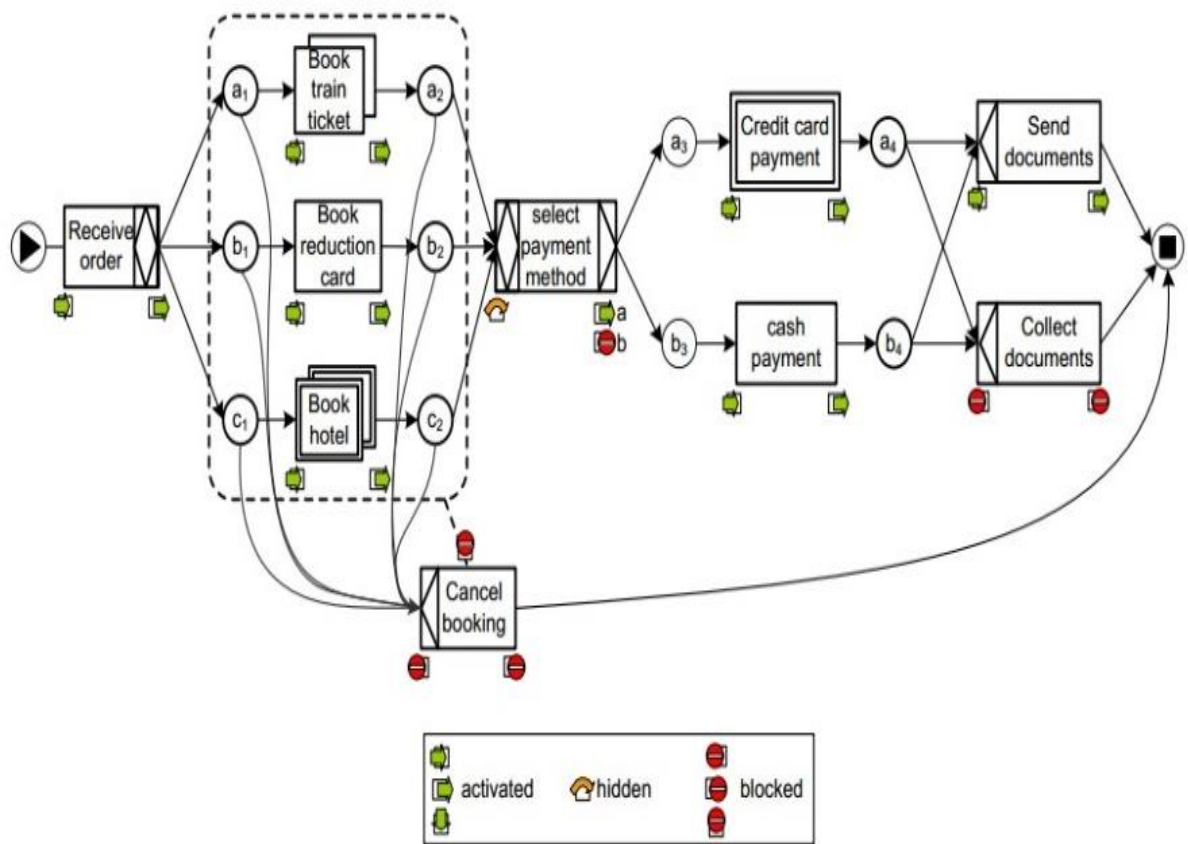 Book
train
ticket
a1
a2
Credit card
payment
a3
a4
Send
documents
Receive
order
Book
reduction
card
b1
b2
select
payment
method
a
b
cash
payment
b3
b4
Collect
documents
Book
hotel
c1
c2
Cancel
booking
activated
hidden
blocked